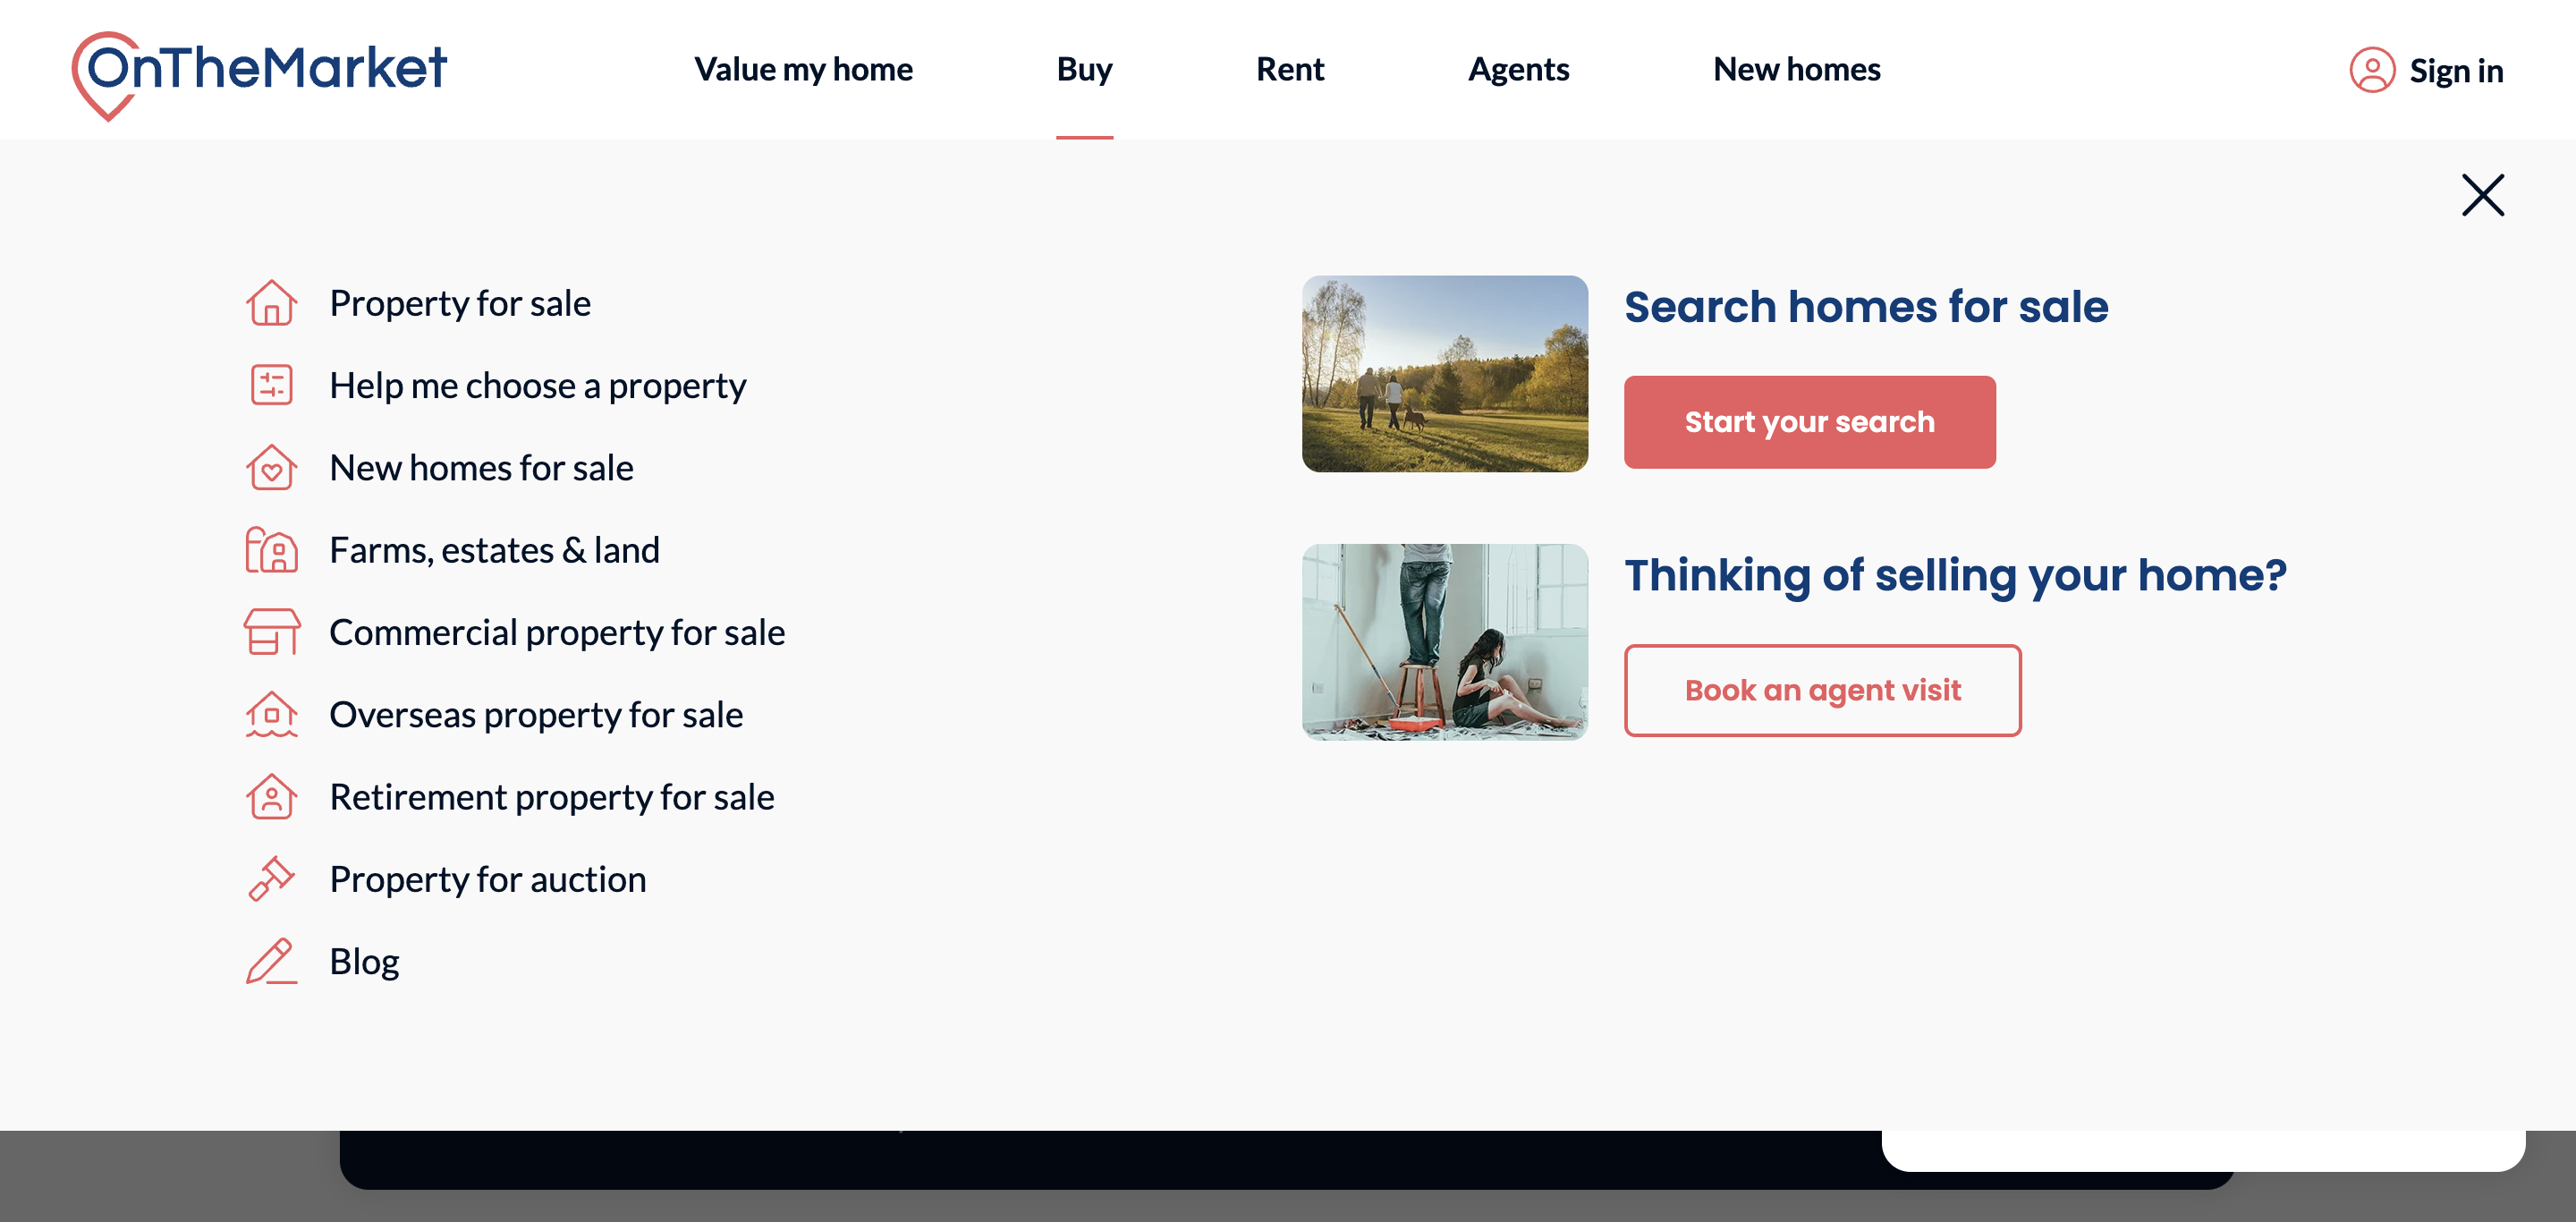 OnTheMarket
Value my home
Buy
Rent
Agents
New homes
Sign in
Property for sale
Help me choose a property
New homes for sale
Farms, estates & land
Commercial property for sale
Overseas property for sale
Retirement property for sale
Property for auction
Blog
Search homes for sale
Start your search
Thinking of selling your home?
Book an agent visit